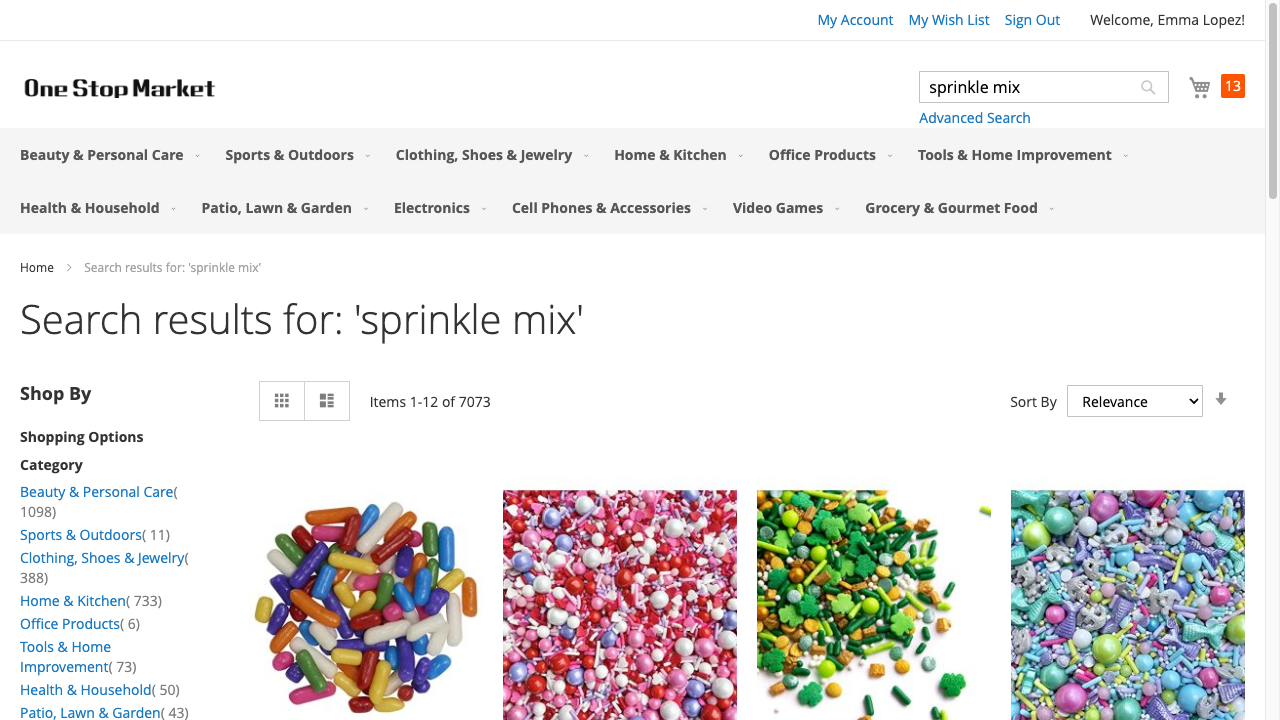 My Account My Wish List Sign Out Welcome, Emma Lopez!
One Stop Market
sprinkle mix
13
Advanced Search
Beauty & Personal Care Sports & Outdoors Clothing, Shoes & Jewelry Home & Kitchen Office Products Tools & Home Improvement
Health & Household Patio, Lawn & Garden Electronics Cell Phones & Accessories Video Games Grocery & Gourmet Food
Home Search results for: 'sprinkle mix'
Search results for: 'sprinkle mix'
Shop By
Items 1-12 of 7073
Sort By Relevance
Shopping Options
Category
Beauty & Personal Care(
1098)
Sports & Outdoors( 11)
Clothing, Shoes & Jewelry(
388)
Home & Kitchen( 733)
Office Products( 6)
Tools & Home
Improvement( 73)
Health & Household( 50)
Patio, Lawn & Garden( 43)